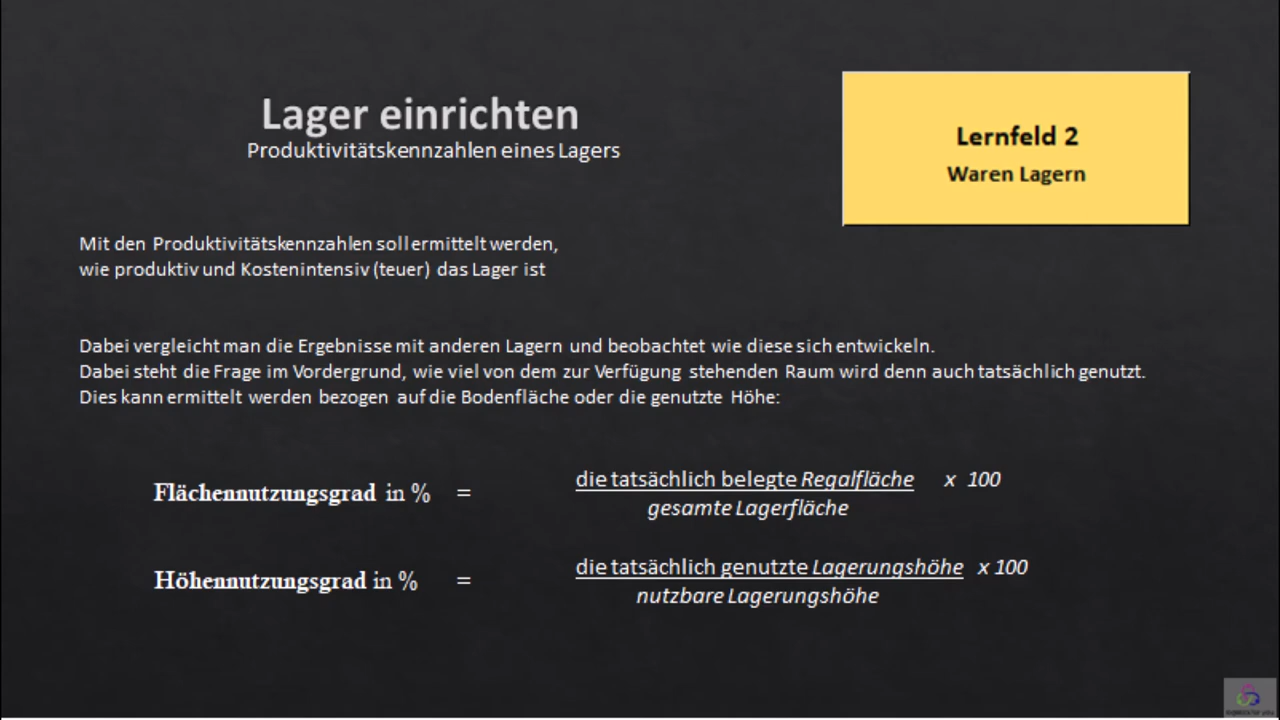 Lager einrichten
Produktivitätskennzahlen eines Lagers
Lernfeld 2
Waren Lagern
Mit den Produktivitätskennzahlen soll ermittelt werden,
wie produktiv und Kostenintensiv (teuer) das Lager ist
Dabei vergleicht man die Ergebnisse mit anderen Lagern und beobachtet wie diese sich entwickeln.
Dabei steht die Frage im Vordergrund, wie viel von dem zur Verfügung stehenden Raum wird denn auch tatsächlich genutzt.
Dies kann ermittelt werden bezogen auf die Bodenfläche oder die genutzte Höhe:
Flächennutzungsgrad in % = die tatsächlich belegte Regalfläche x 100
gesamte Lagerfläche
Höhennutzungsgrad in % = die tatsächlich genutzte Lagerungshöhe x 100
nutzbare Lagerungshöhe